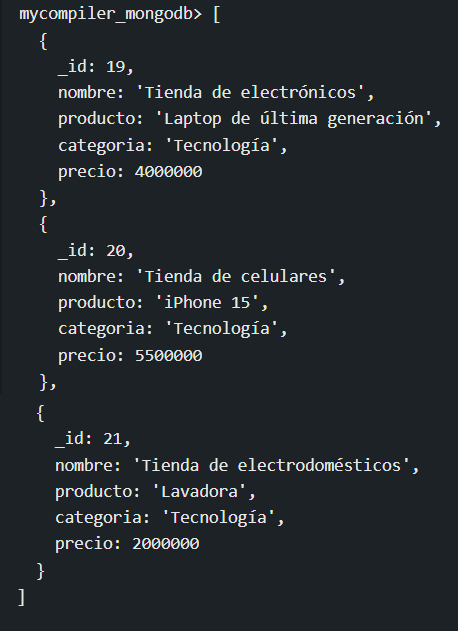 mycompiler_mongodb> [
{
_id: 19,
nombre: 'Tienda de electrónicos',
producto: 'Laptop de última generación',
categoria: 'Tecnología',
precio: 4000000
},
{
_id: 20,
nombre: 'Tienda de celulares',
producto: 'iPhone 15',
categoria: 'Tecnología',
precio: 5500000
},
{
_id: 21,
nombre: 'Tienda de electrodomésticos',
producto: 'Lavadora',
categoria: 'Tecnología',
precio: 2000000
}
]